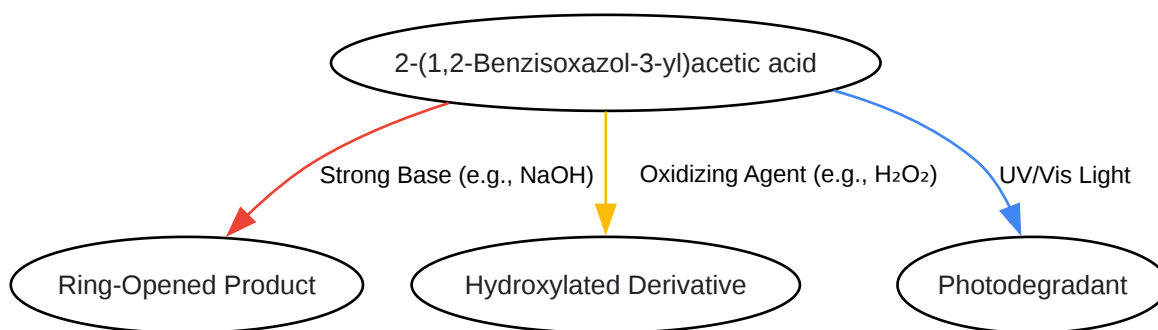 2-(1,2-Benzisoxazol-3-yl)acetic acid
Strong Base (e.g., NaOH)
Oxidizing Agent (e.g., H₂O₂)
UV/Vis Light
Ring-Opened Product
Hydroxylated Derivative
Photodegradant